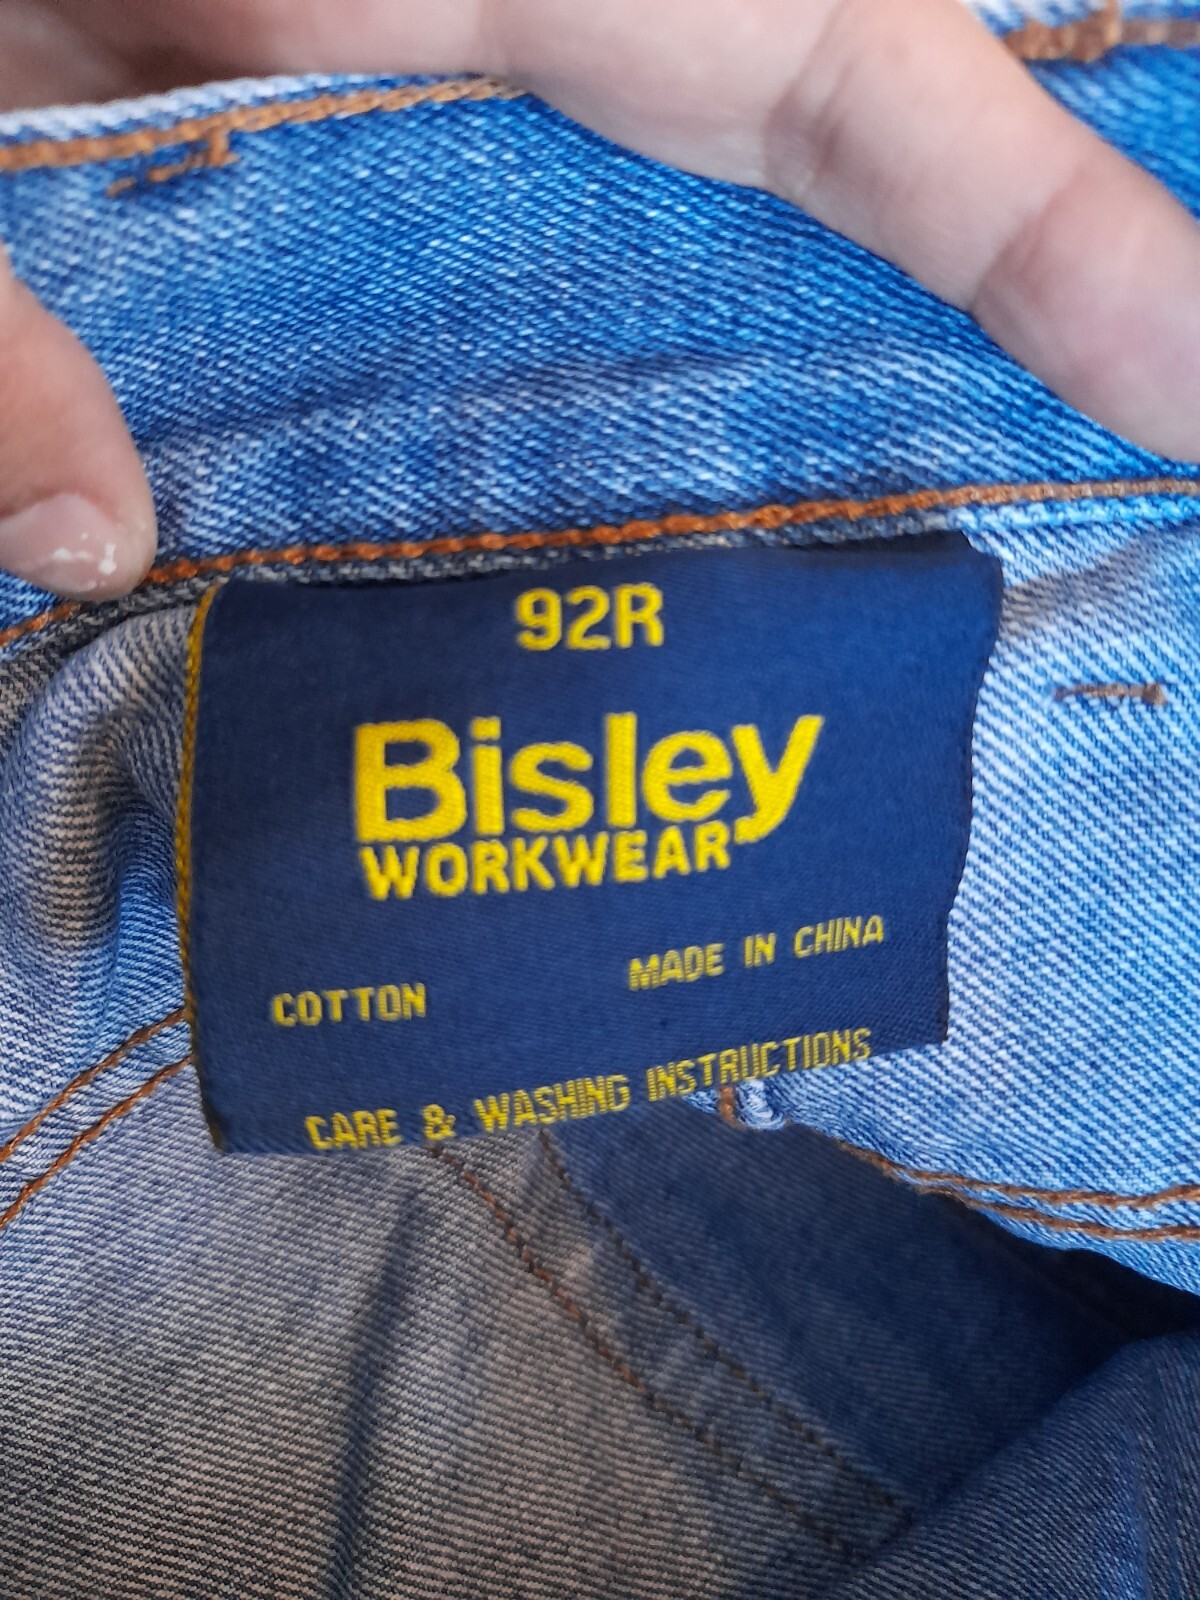 92R
Bisley
WORKWEAR
COTTON MADE IN CHINA
CARE & WASHING INSTRUCTIONS